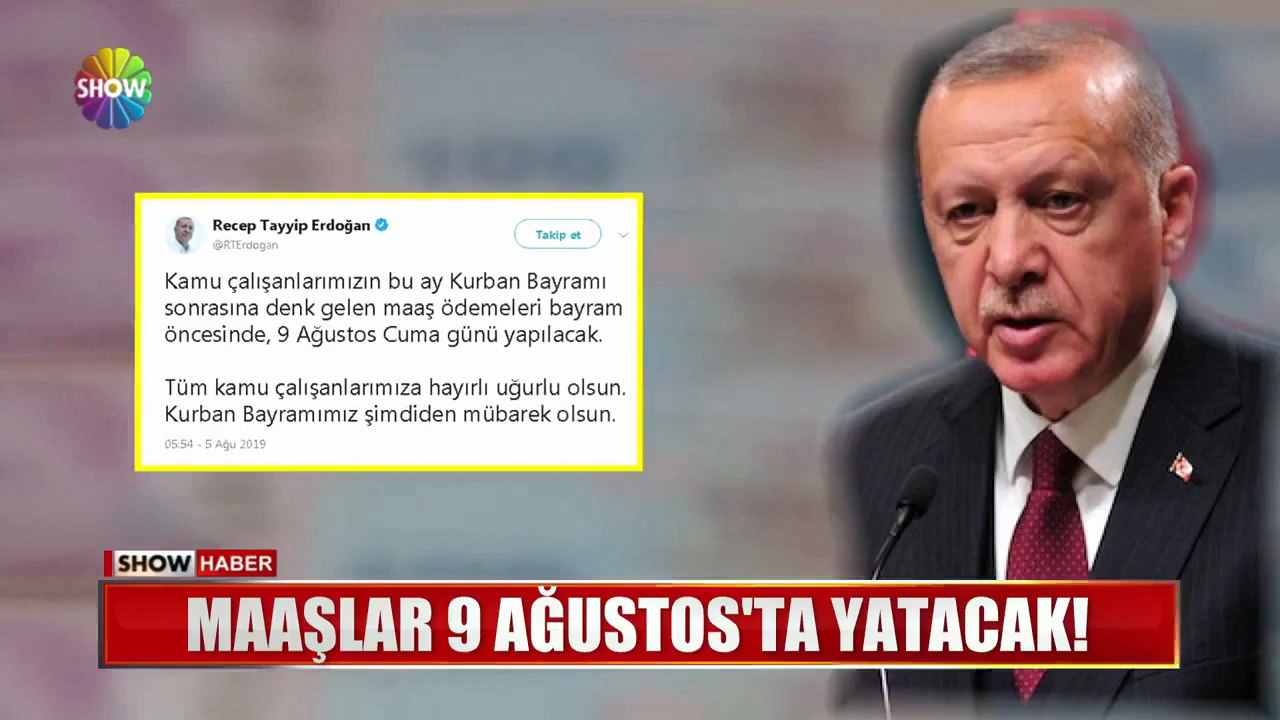 SHOW
Recep Tayyip Erdoğan
@RTErdogan
Takip et
Kamu çalışanlarımızın bu ay Kurban Bayramı
sonrasına denk gelen maaş ödemeleri bayram
öncesinde, 9 Ağustos Cuma günü yapılacak.
Tüm kamu çalışanlarımıza hayırlı uğurlu olsun.
Kurban Bayramımız şimdiden mübarek olsun.
05:54 - 5 Ağu 2019
SHOW HABER
MAAŞLAR 9 AĞUSTOS'TA YATACAK!